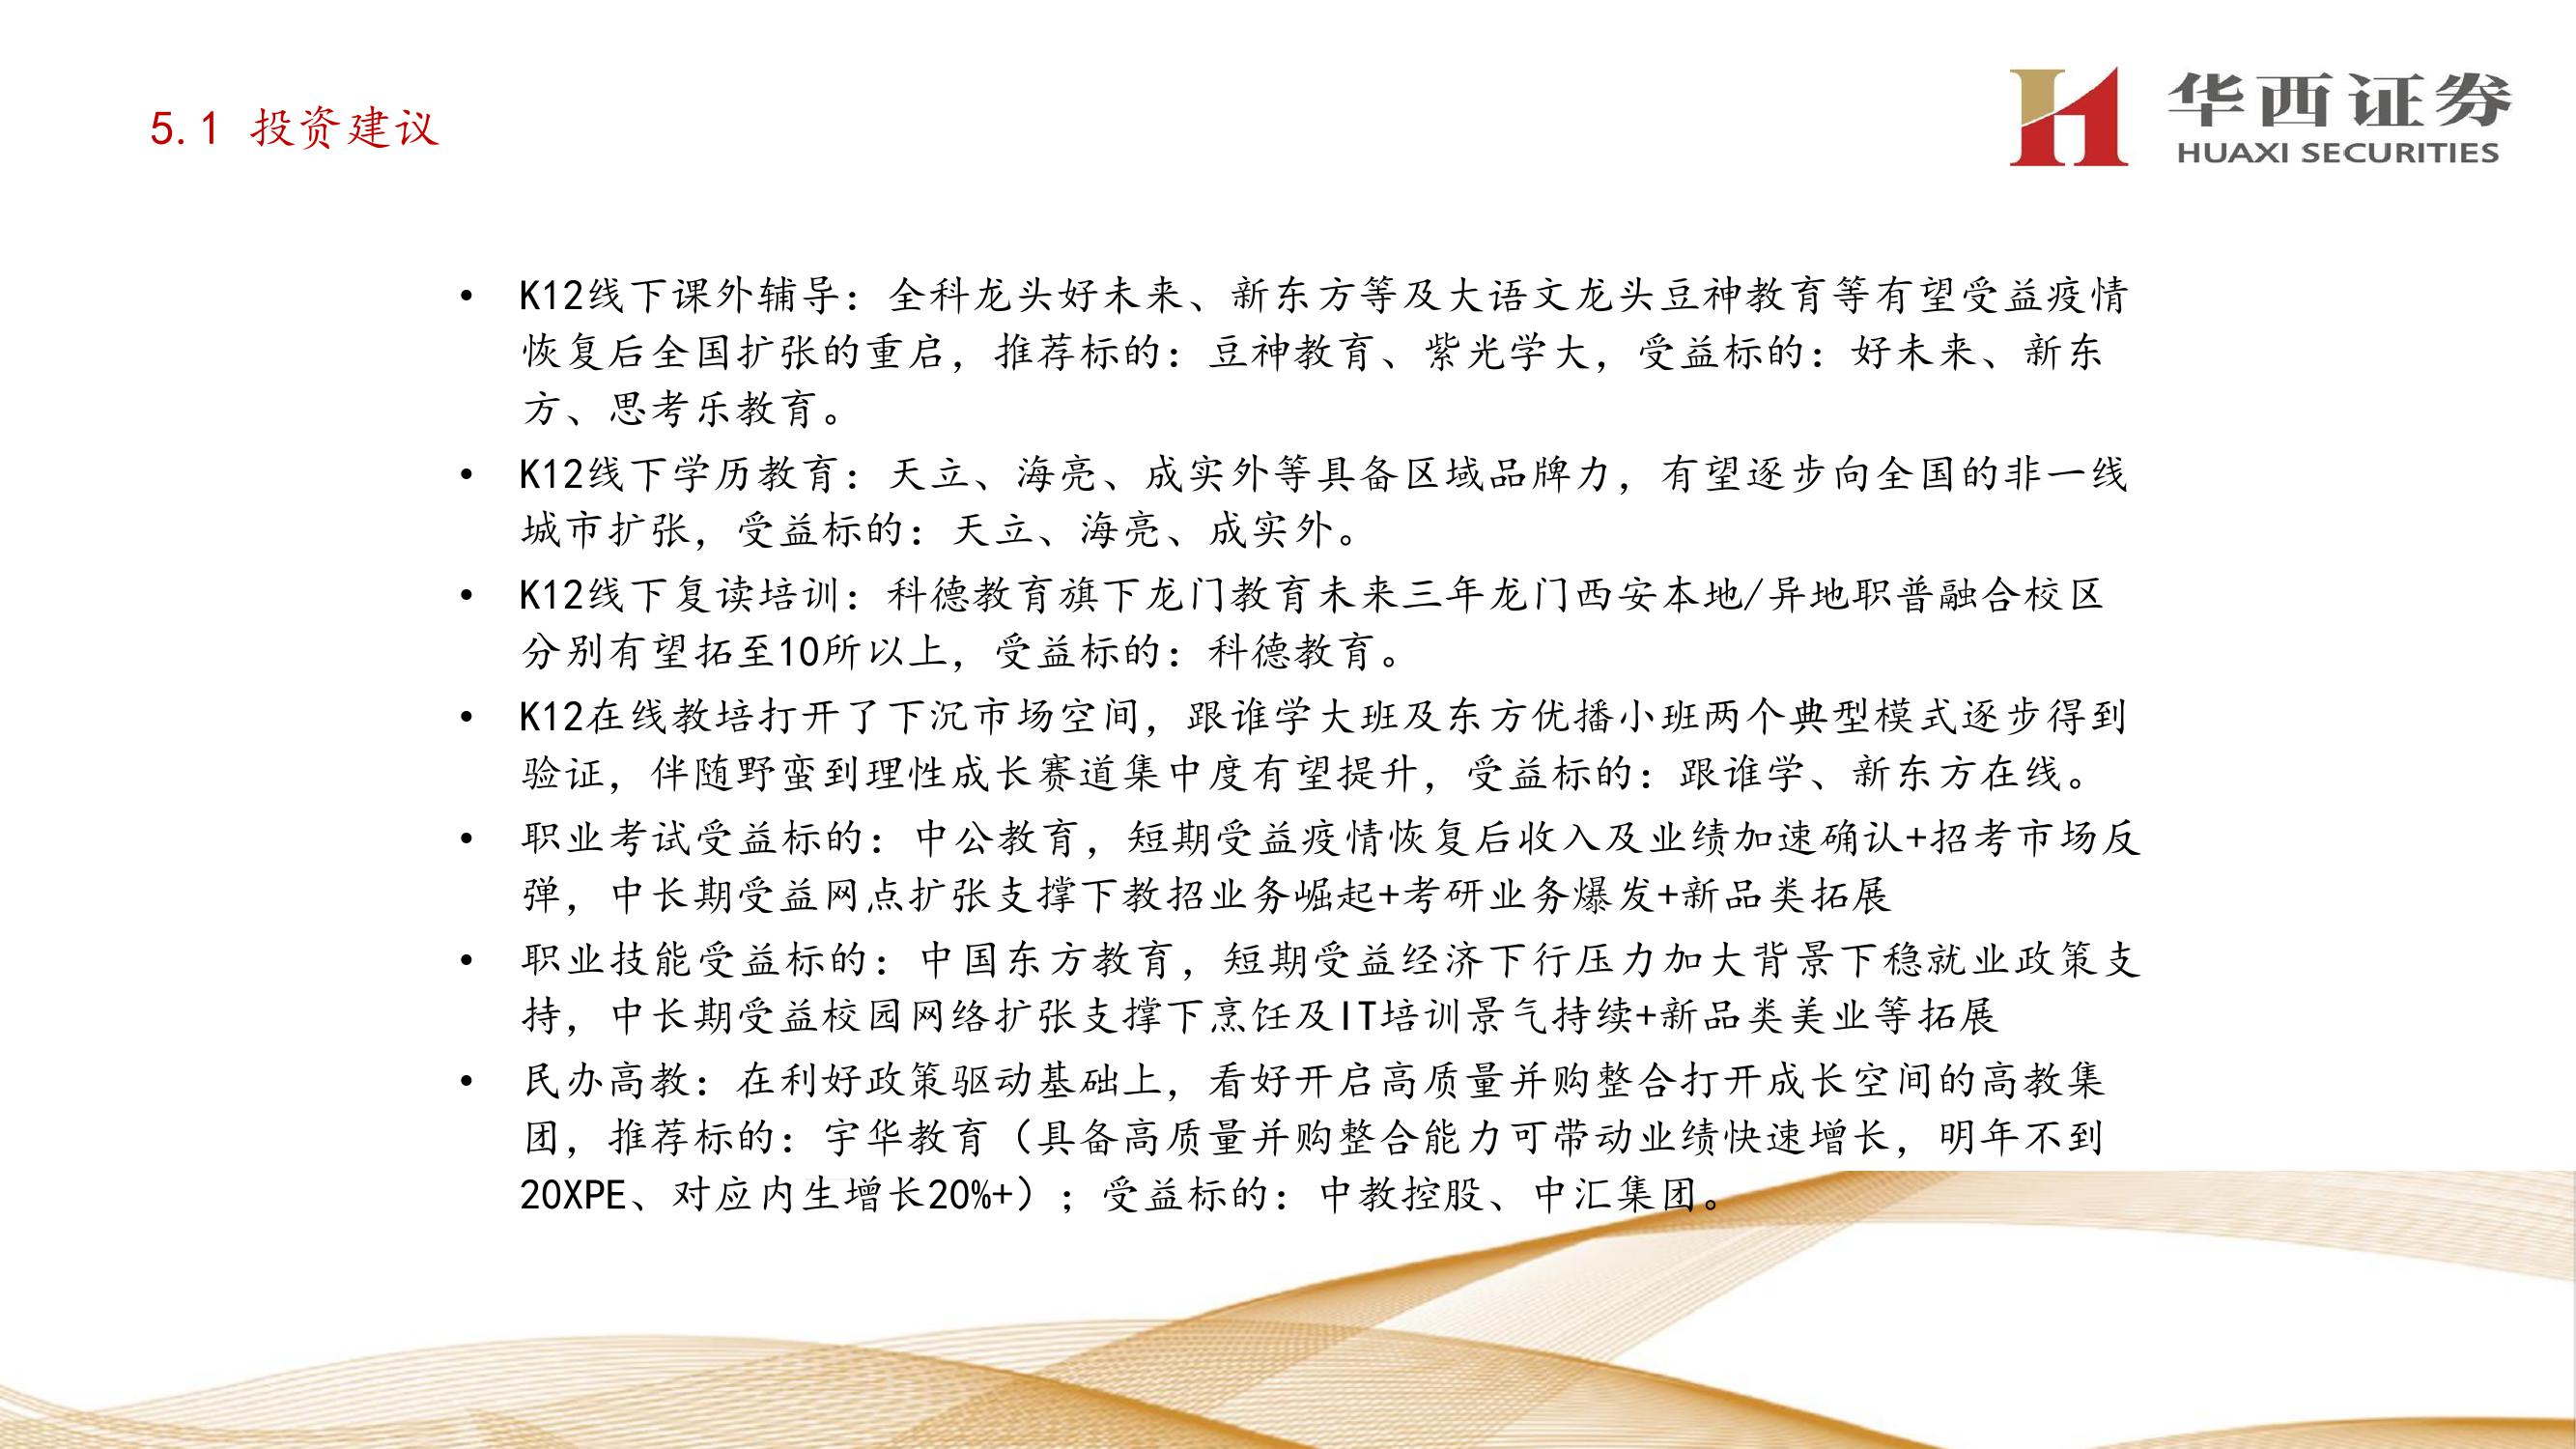 5.1 投资建议
华西证券
HUAXI SECURITIES
• K12线下课外辅导：全科龙头好未来、新东方等及大语文龙头豆神教育等有望受益疫情
恢复后全国扩张的重启，推荐标的：豆神教育、紫光学大，受益标的：好未来、新东
方、思考乐教育。
• K12线下学历教育：天立、海亮、成实外等具备区域品牌力，有望逐步向全国的非一线
城市扩张，受益标的：天立、海亮、成实外。
• K12线下复读培训：科德教育旗下龙门教育未来三年龙门西安本地/异地职普融合校区
分别有望拓至10所以上，受益标的：科德教育。
• K12在线教培打开了下沉市场空间，跟谁学大班及东方优播小班两个典型模式逐步得到
验证，伴随野蛮到理性成长赛道集中度有望提升，受益标的：跟谁学、新东方在线。
• 职业考试受益标的：中公教育，短期受益疫情恢复后收入及业绩加速确认+招考市场反
弹，中长期受益网点扩张支撑下教招业务崛起+考研业务爆发+新品类拓展
• 职业技能受益标的：中国东方教育，短期受益经济下行压力加大背景下稳就业政策支
持，中长期受益校园网络扩张支撑下烹饪及IT培训景气持续+新品类美业等拓展
• 民办高教：在利好政策驱动基础上，看好开启高质量并购整合打开成长空间的高教集
团，推荐标的：宇华教育（具备高质量并购整合能力可带动业绩快速增长，明年不到
20XPE、对应内生增长20%+）；受益标的：中教控股、中汇集团。